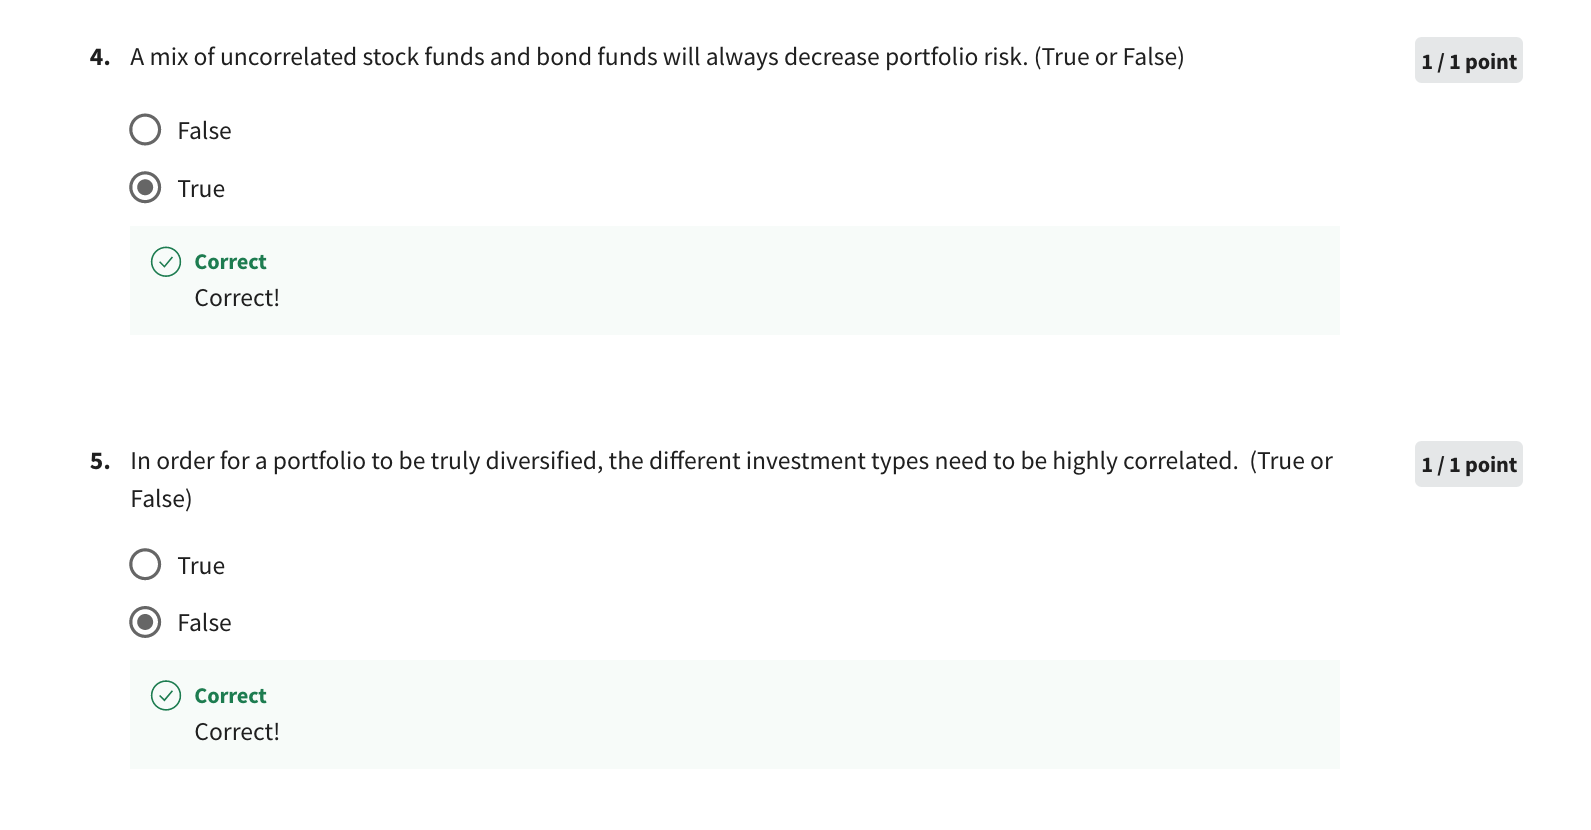 4. A mix of uncorrelated stock funds and bond funds will always decrease portfolio risk. (True or False)
1 / 1 point
False
True
Correct
Correct!
5. In order for a portfolio to be truly diversified, the different investment types need to be highly correlated. (True or
False)
1 / 1 point
True
False
Correct
Correct!